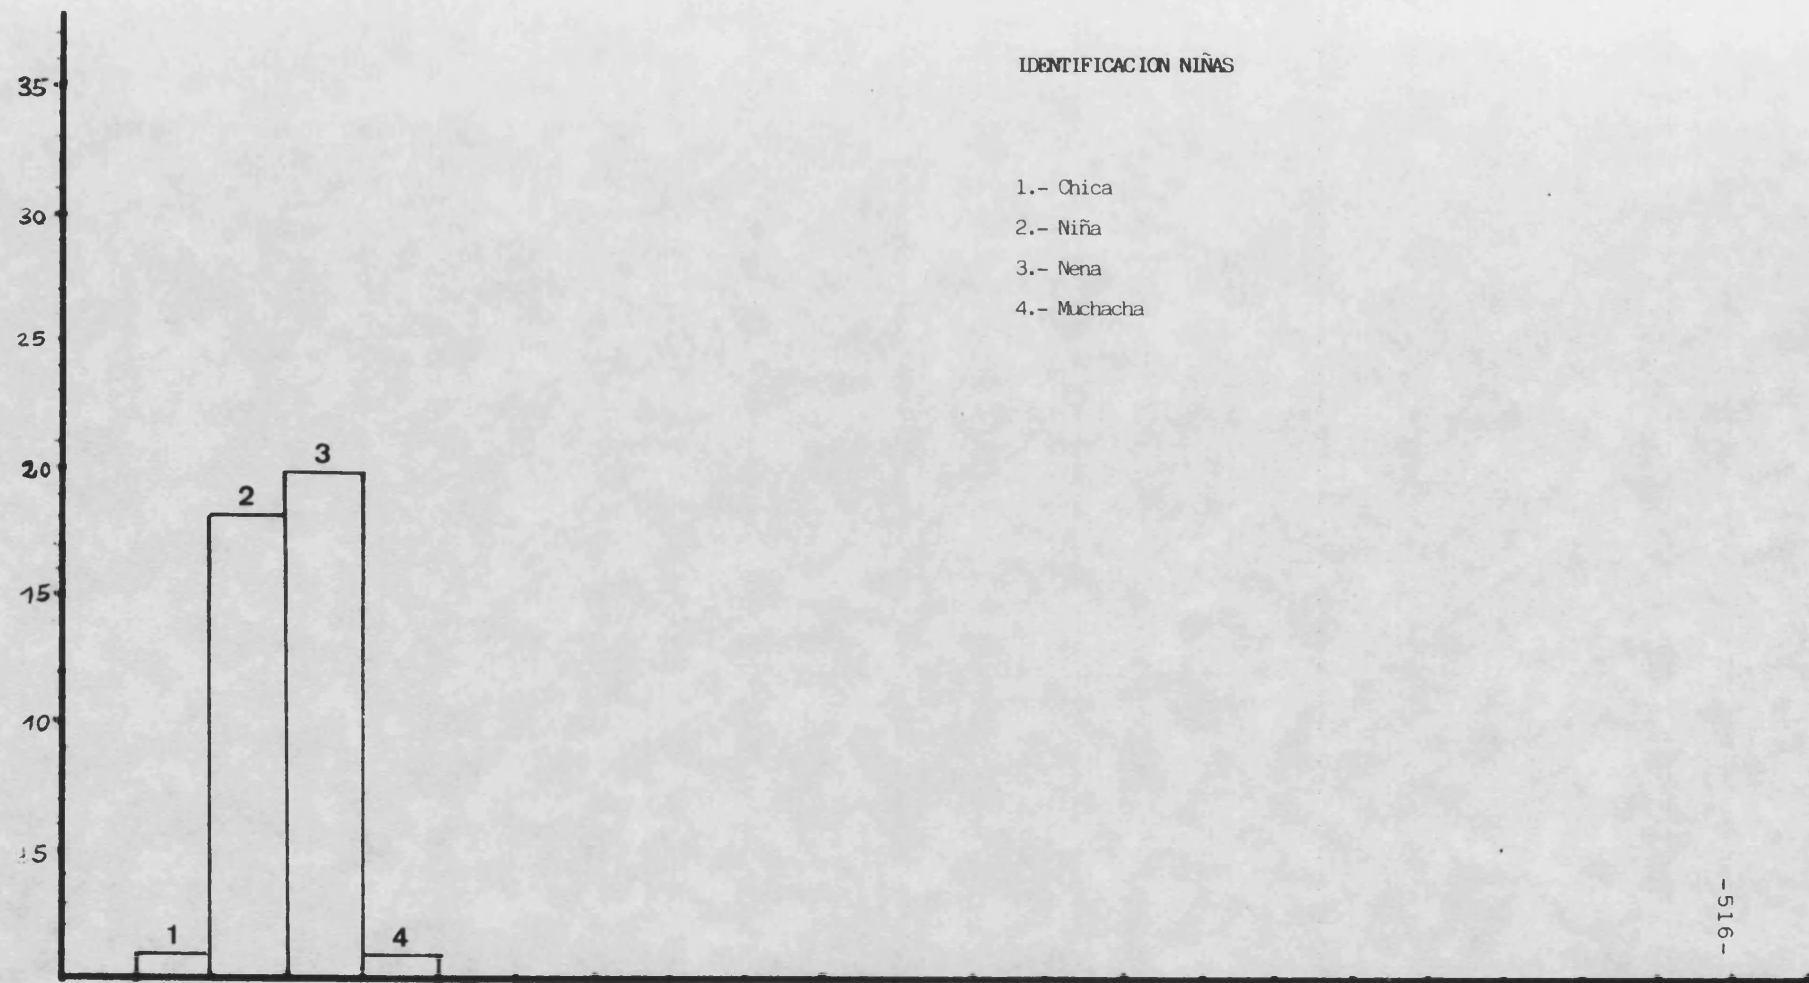 IDENTIFICACION NIÑAS
1.- Chica
2.- Niña
3.- Nena
4.- Muchacha
35
30
25
20
15
10
5
1
2
3
4
-516-